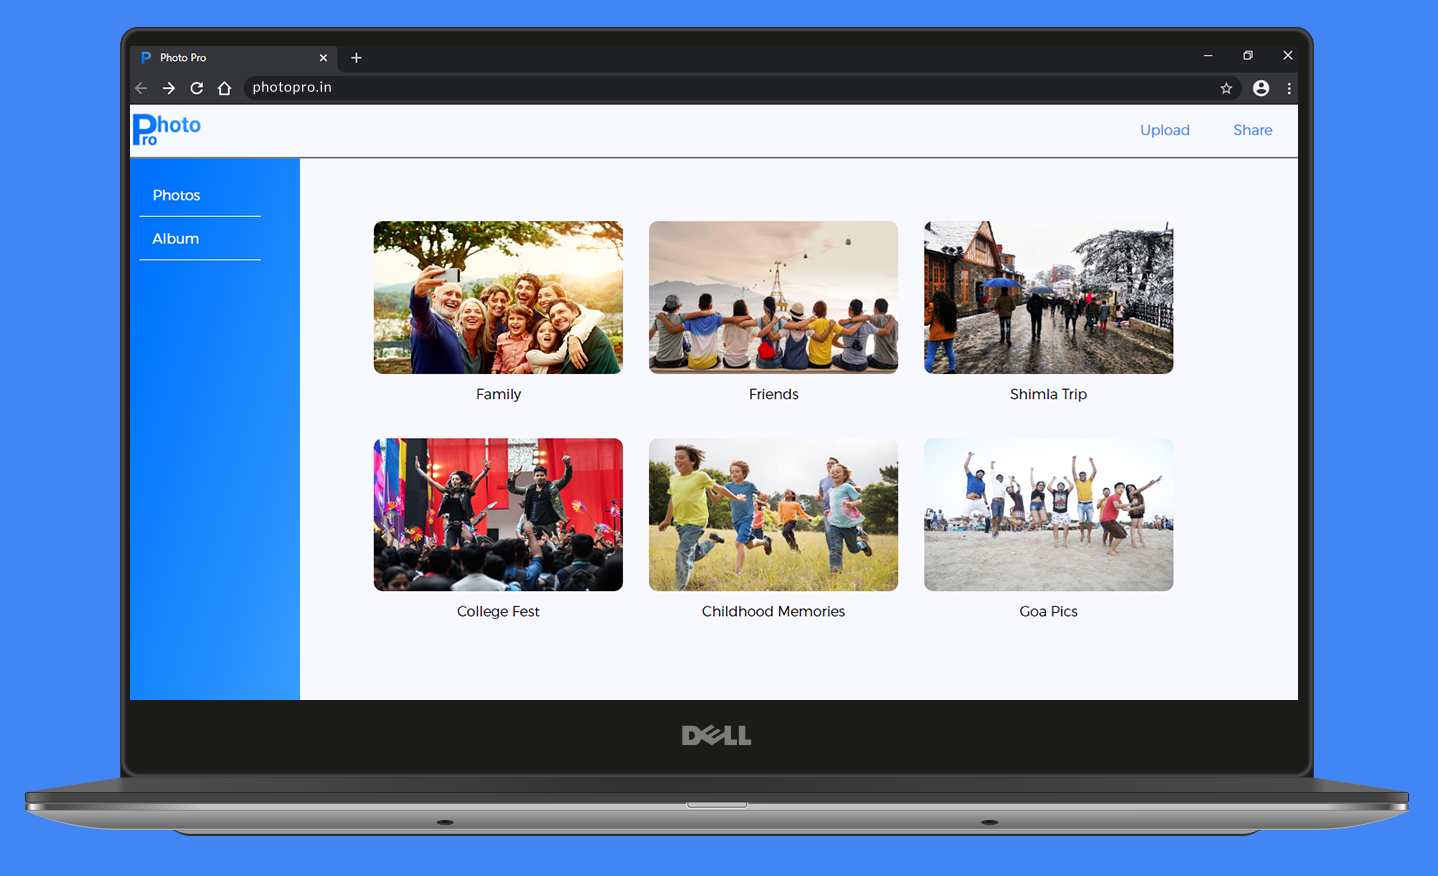 P Photo Pro
photopro.in
Photo
Pro
Upload Share
Photos
Album
Family Friends Shimla Trip
College Fest Childhood Memories Goa Pics
DELL